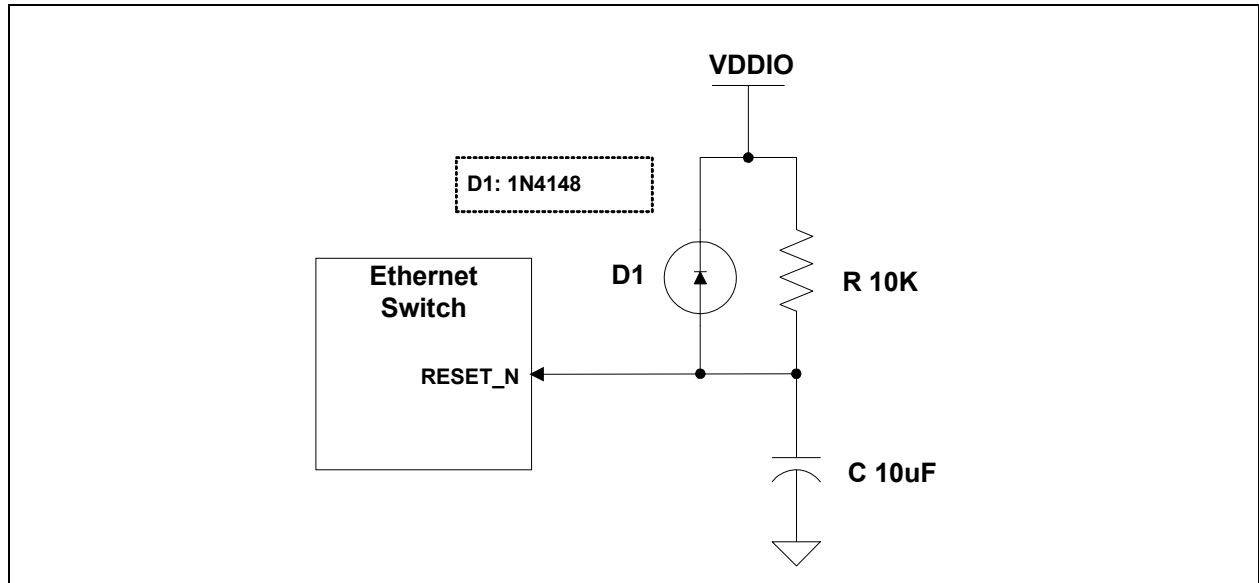 VDDIO
D1: 1N4148
D1
R 10K
Ethernet
Switch
RESET_N
C 10uF